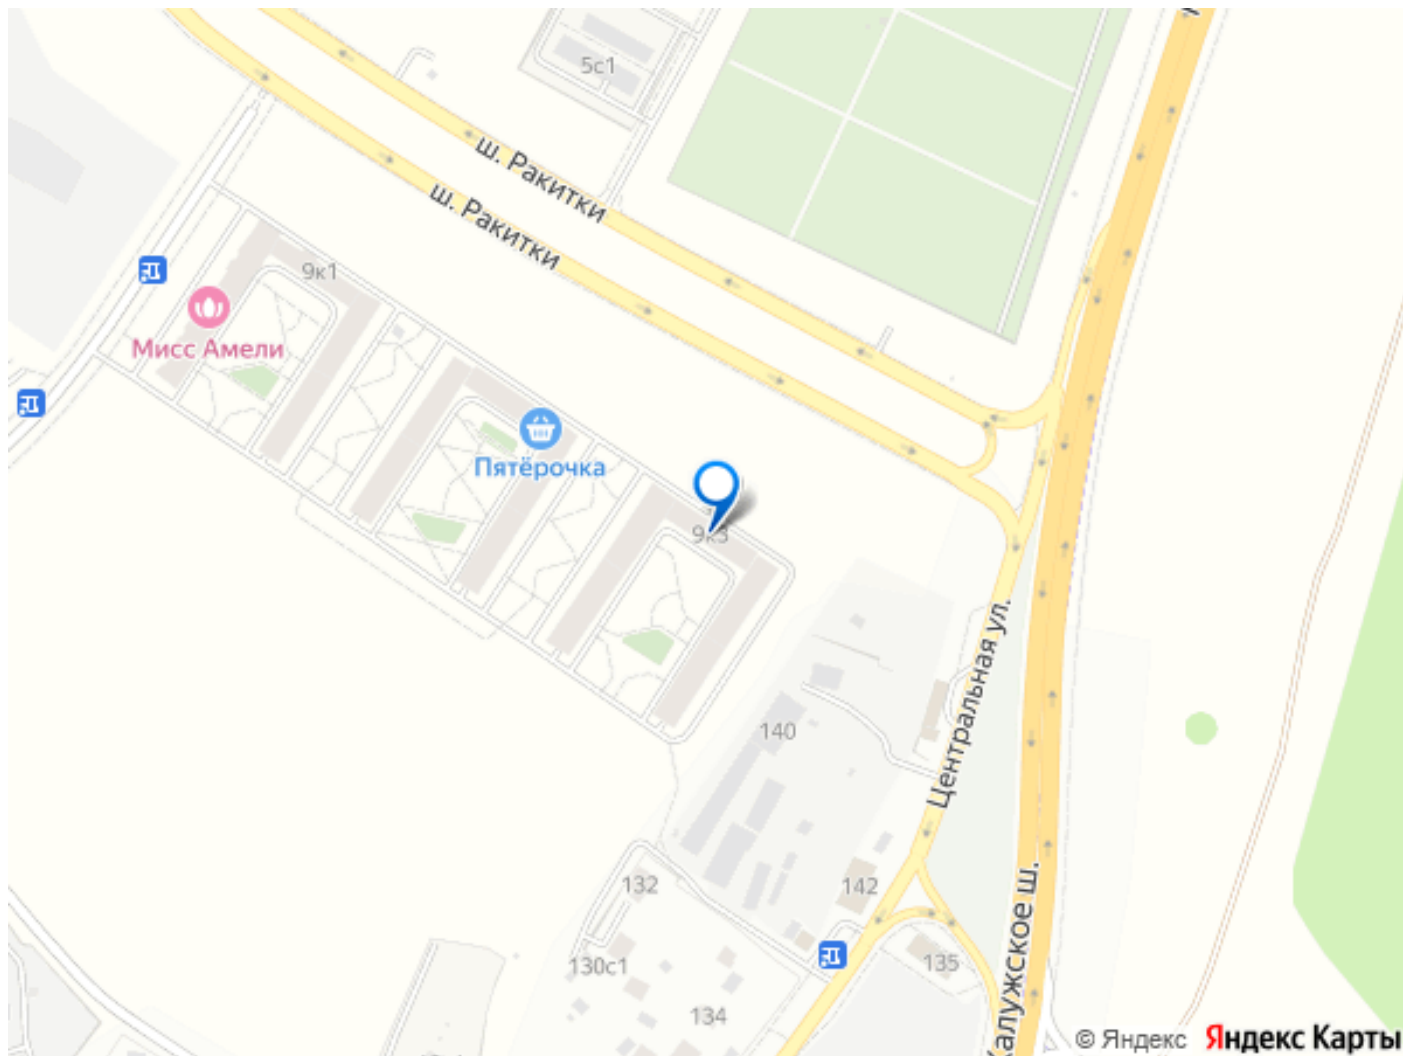 5с1
ш. Ракитки
ш. Ракитки
9к1
Мисс Амели
Пятёрочка
9к3
Центральная ул.
140
132
142
130с1
135
134
Калужское ш.
© Яндекс Яндекс Карты